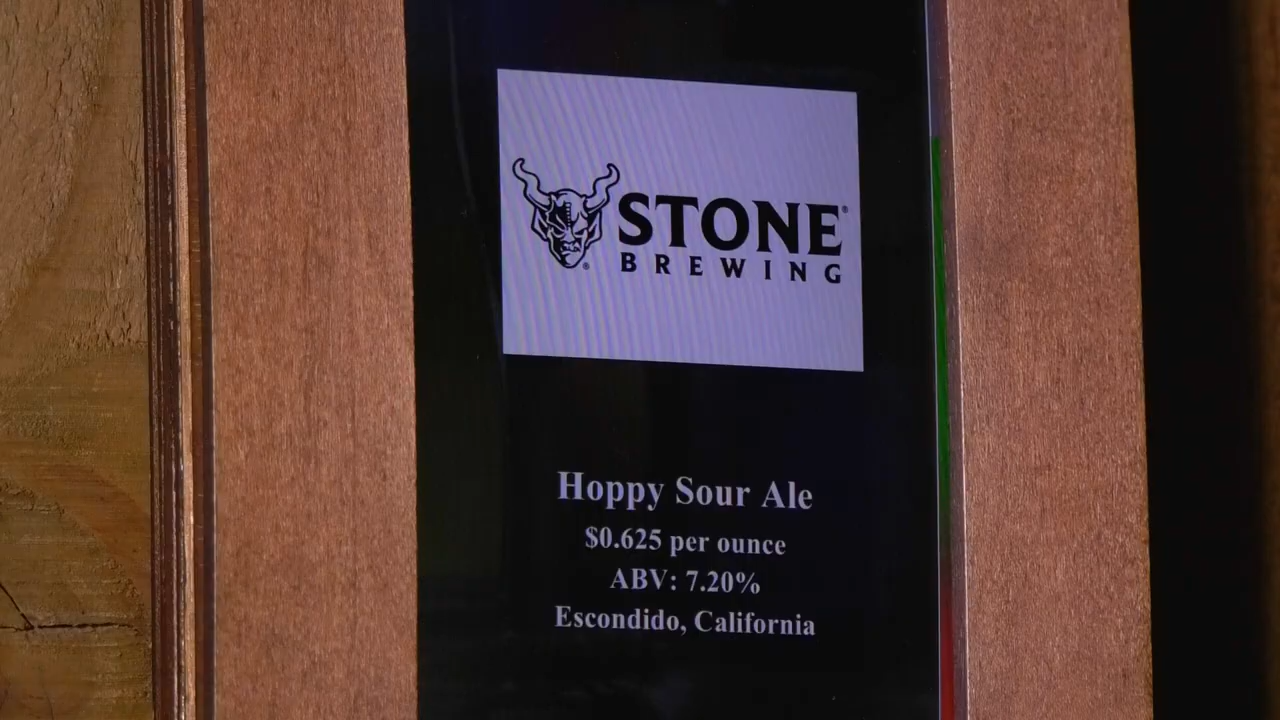 STONE®
BREWING
®
Hoppy Sour Ale
$0.625 per ounce
ABV: 7.20%
Escondido, California